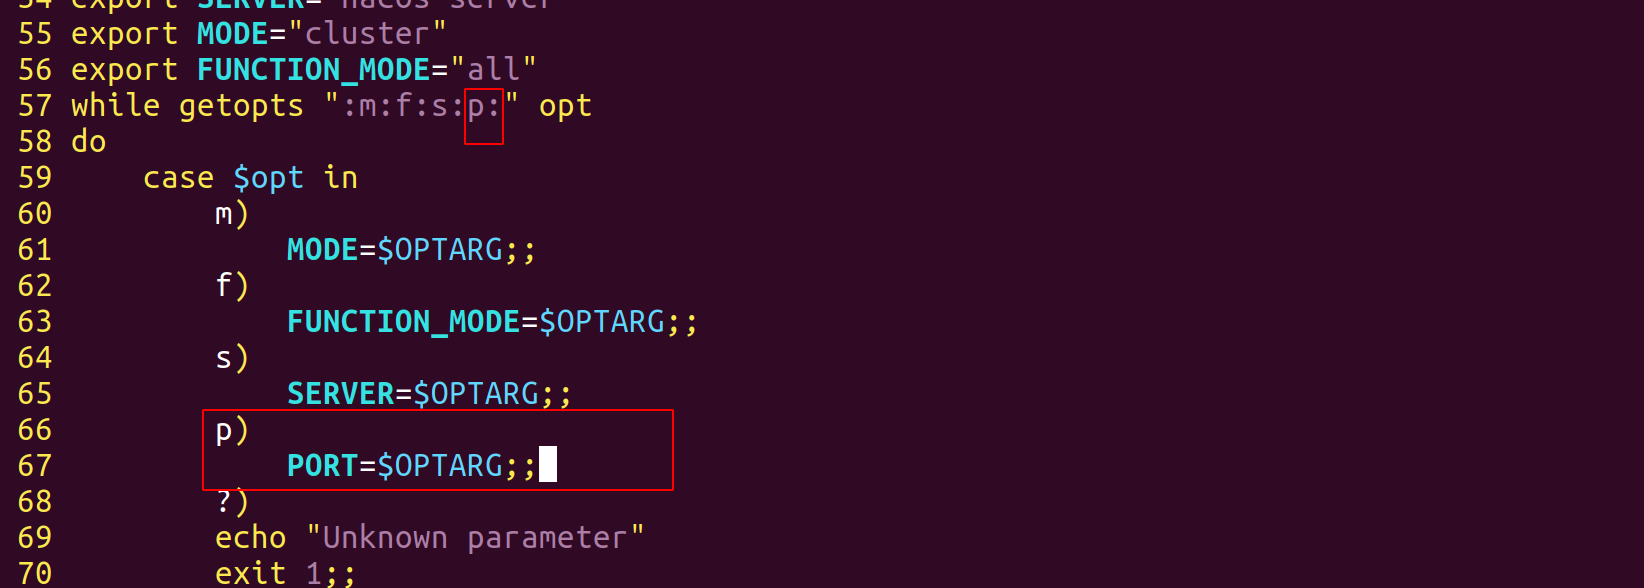 54 export SERVER="nacos-server"
55 export MODE="cluster"
56 export FUNCTION_MODE="all"
57 while getopts ":m:f:s:p:" opt
58 do
59     case $opt in
60         m)
61             MODE=$OPTARG;;
62         f)
63             FUNCTION_MODE=$OPTARG;;
64         s)
65             SERVER=$OPTARG;;
66         p)
67             PORT=$OPTARG;;
68         ?)
69         echo "Unknown parameter"
70         exit 1;;